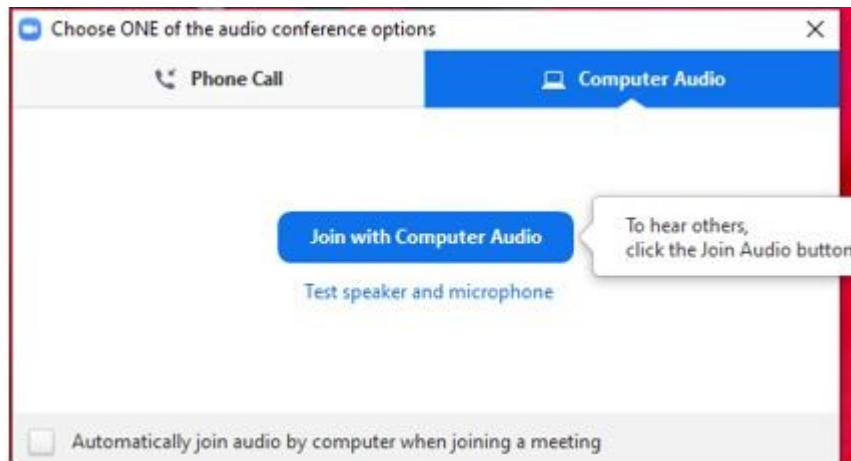 Choose ONE of the audio conference options
Phone Call
Computer Audio
Join with Computer Audio
To hear others,
click the Join Audio button
Test speaker and microphone
Automatically join audio by computer when joining a meeting